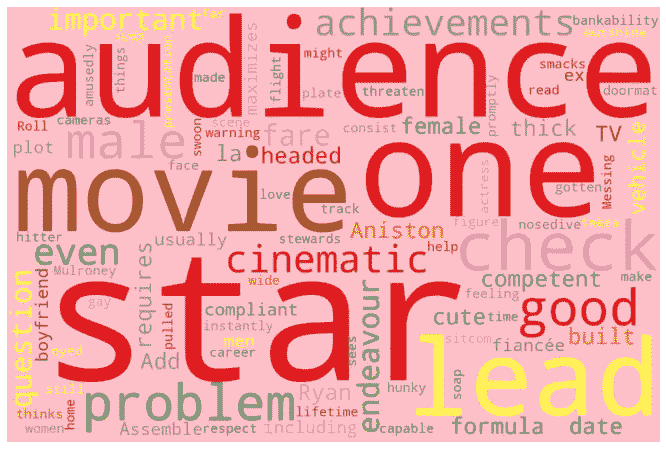 important for achievements bankability
audience
amusedly things maximizes flight might made plate threaten smacks ex read doormat
Roll cameras scene warning consist female promptly thick TV
plot male swoon face la headed fare
movie one
love track actress gotten Messing vehicle
hitter usually stewards Aniston figure nosedive
even Mulroney cinematic help check
star
wide feeling competent make
question boyfriend gay requires pulled compliant instantly men career sees endeavour cute time good built
eyed still Add sitcom fiancée lead
thinks home problem Ryan lifetime hunky soap
women Assemble respect including capable formula date